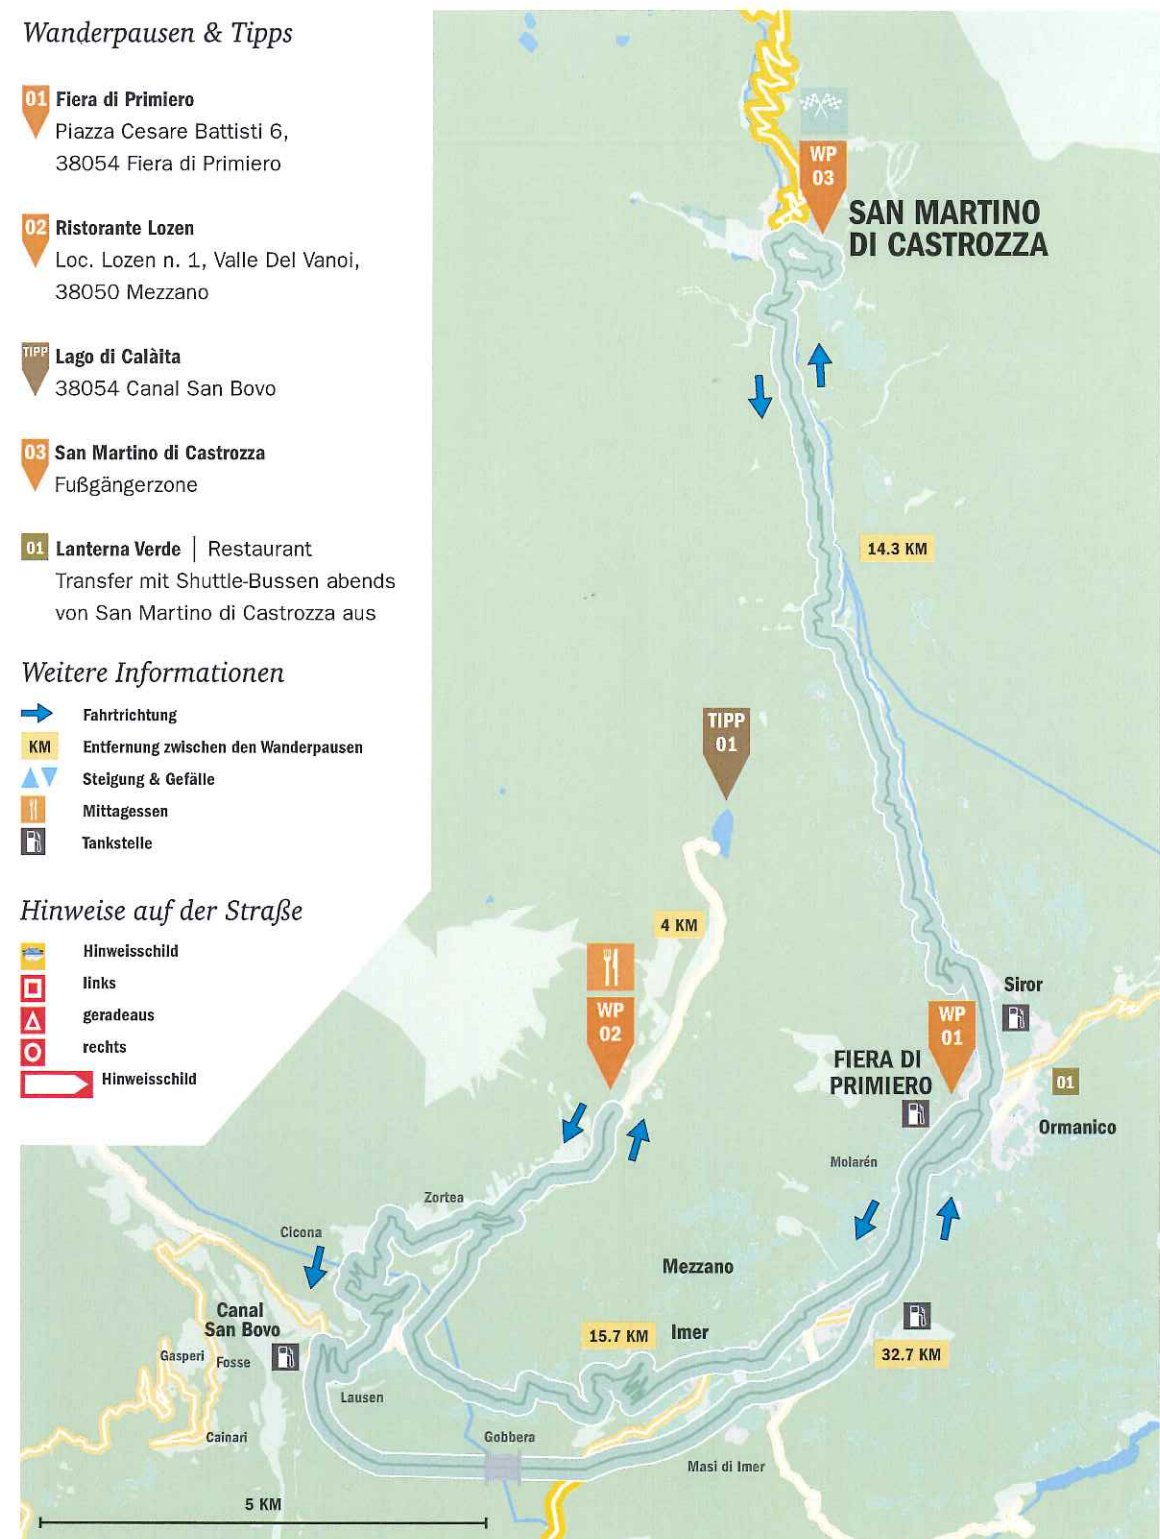 Wanderpausen & Tipps
01 Fiera di Primiero
Piazza Cesare Battisti 6,
38054 Fiera di Primiero
02 Ristorante Lozen
Loc. Lozen n. 1, Valle Del Vanoi,
38050 Mezzano
TIPP Lago di Calàita
38054 Canal San Bovo
03 San Martino di Castrozza
Fußgängerzone
01 Lanterna Verde | Restaurant
Transfer mit Shuttle-Bussen abends
von San Martino di Castrozza aus
Weitere Informationen
Fahrtrichtung
KM Entfernung zwischen den Wanderpausen
Steigung & Gefälle
Mittagessen
Tankstelle
Hinweise auf der Straße
Hinweisschild
links
geradeaus
rechts
Hinweisschild
WP
03
SAN MARTINO
DI CASTROZZA
14.3 KM
TIPP
01
4 KM
WP
02
Siror
WP
01
FIERA DI
PRIMIERO
01
Ormanico
Molarén
Zortea
Cicona
Mezzano
Canal
San Bovo
15.7 KM
Imer
32.7 KM
Gasperi
Fosse
Lausen
Cainari
Gobbera
Masi di Imer
5 KM